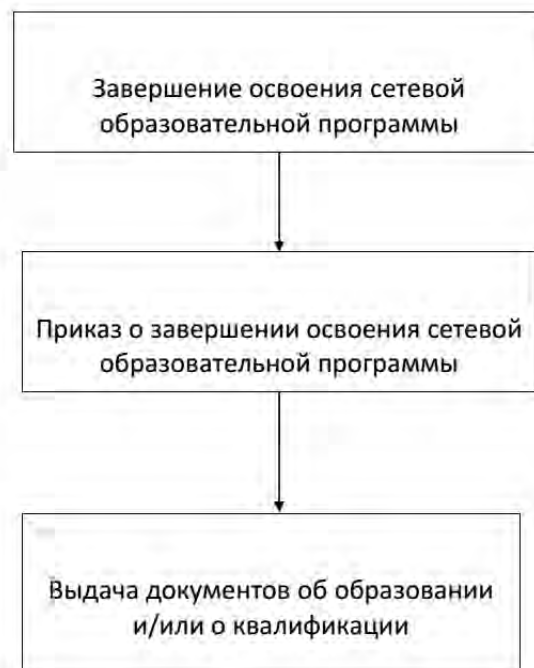 Завершение освоения сетевой
образовательной программы
Приказ о завершении освоения сетевой
образовательной программы
Выдача документов об образовании
и/или о квалификации